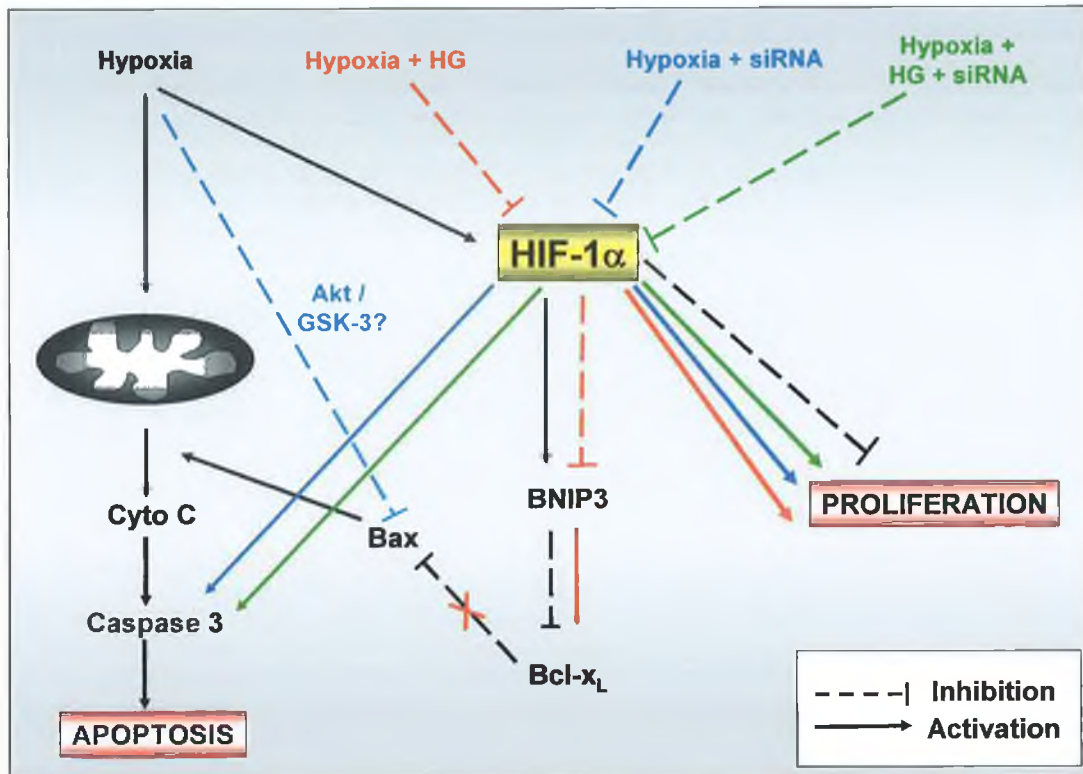 Hypoxia
Hypoxia + HG
Hypoxia + siRNA
Hypoxia +
HG + siRNA
HIF-1α
Akt /
GSK-3?
BNIP3
PROLIFERATION
Cyto C
Bax
Caspase 3
Bcl-xL
APOPTOSIS
Inhibition
Activation